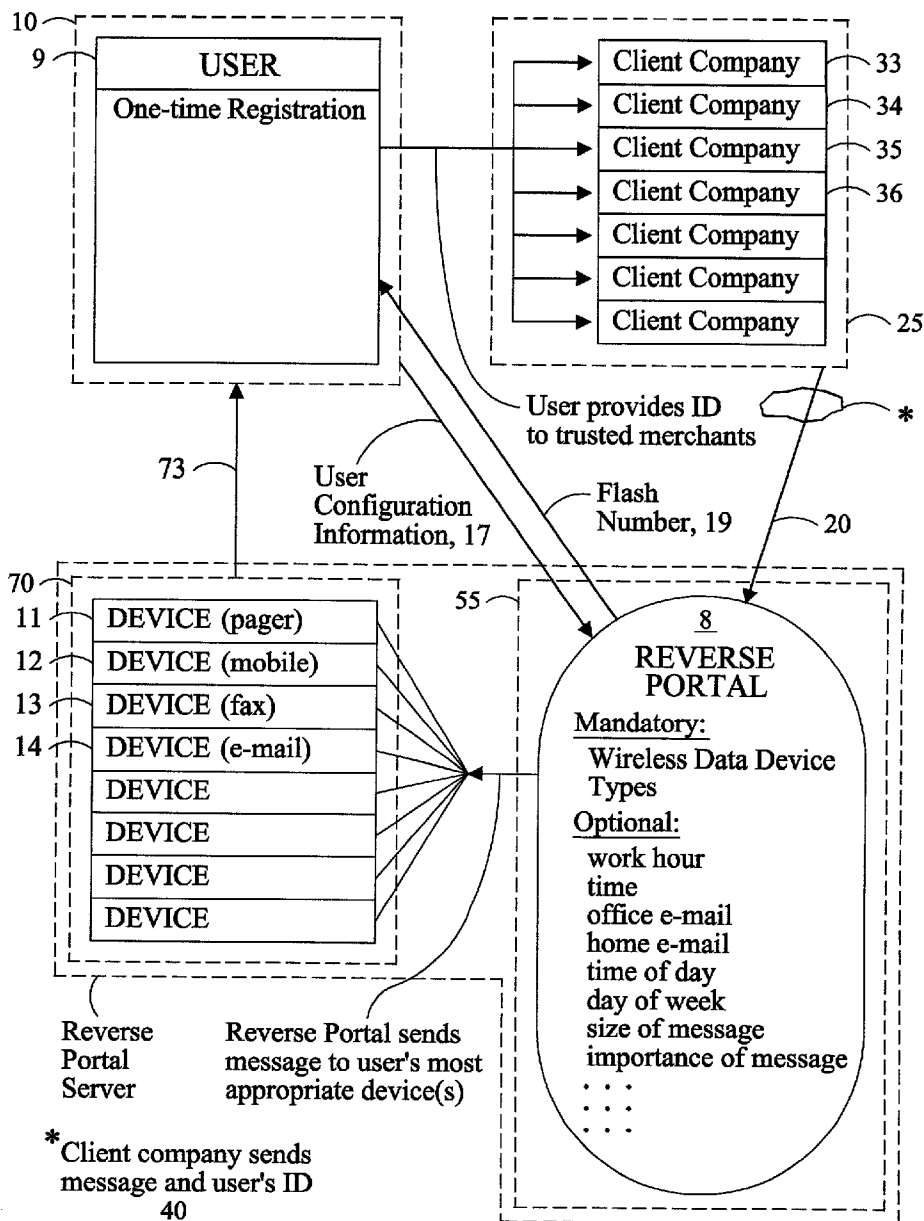 10
9
USER
One-time Registration
Client Company
33
Client Company
34
Client Company
35
Client Company
36
Client Company
Client Company
Client Company
25
User provides ID
to trusted merchants
*
73
User
Configuration
Information, 17
Flash
Number, 19
20
70
11
DEVICE (pager)
12
DEVICE (mobile)
13
DEVICE (fax)
14
DEVICE (e-mail)
DEVICE
DEVICE
DEVICE
DEVICE
55
8
REVERSE
PORTAL
Mandatory:
Wireless Data Device
Types
Optional:
work hour
time
office e-mail
home e-mail
time of day
day of week
size of message
importance of message
. . .
. . .
. . .
Reverse
Portal
Server
Reverse Portal sends
message to user's most
appropriate device(s)
*Client company sends
message and user's ID
40